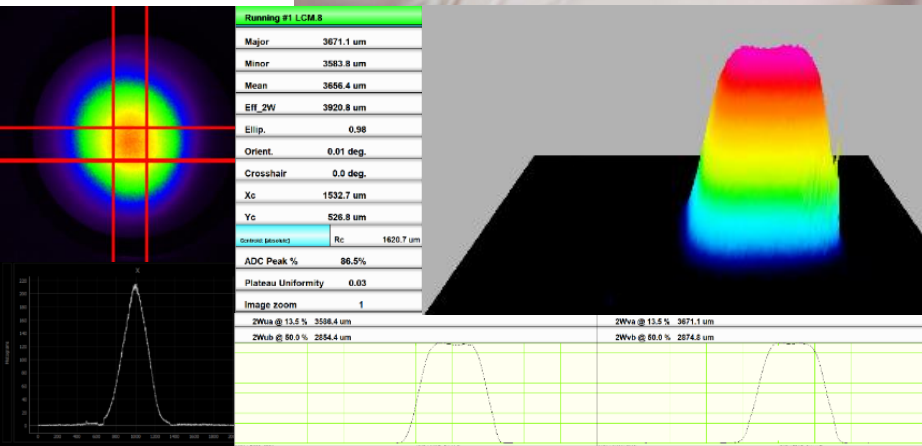 Running #1 LCM.8
Major 3671.1 um
Minor 3583.8 um
Mean 3656.4 um
Eff_2W 3920.8 um
Ellip. 0.98
Orient. 0.01 deg.
Crosshair 0.0 deg.
Xc 1532.7 um
Yc 526.8 um
Centroid: [absolute] Rc 1620.7 um
ADC Peak % 86.5%
Plateau Uniformity 0.03
Image zoom 1
2Wua @ 13.5 % 3586.4 um
2Wub @ 50.0 % 2854.4 um
2Wva @ 13.5 % 3671.1 um
2Wvb @ 50.0 % 2874.8 um
X